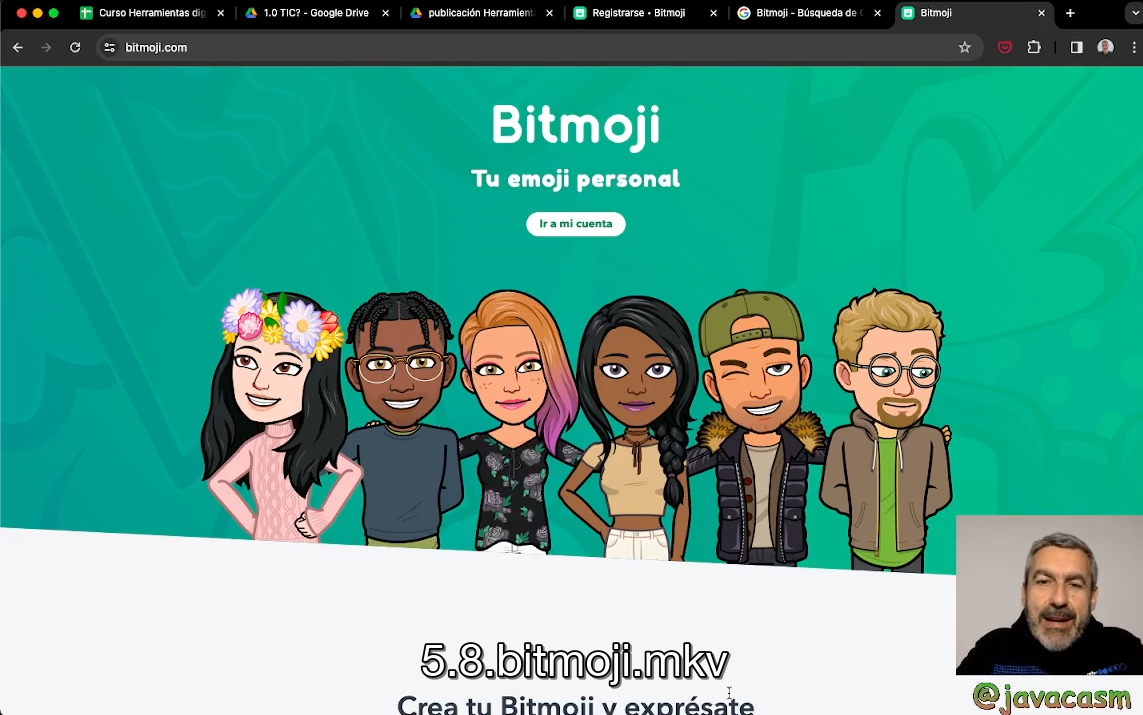 Curso Herramientas dig
1.0 TIC? - Google Drive
publicación Herramient
Registrarse • Bitmoji
Bitmoji - Búsqueda de G
Bitmoji
bitmoji.com
Bitmoji
Tu emoji personal
Ir a mi cuenta
5.8.bitmoji.mkv
Crea tu Bitmoji y exprésate
@javacasm